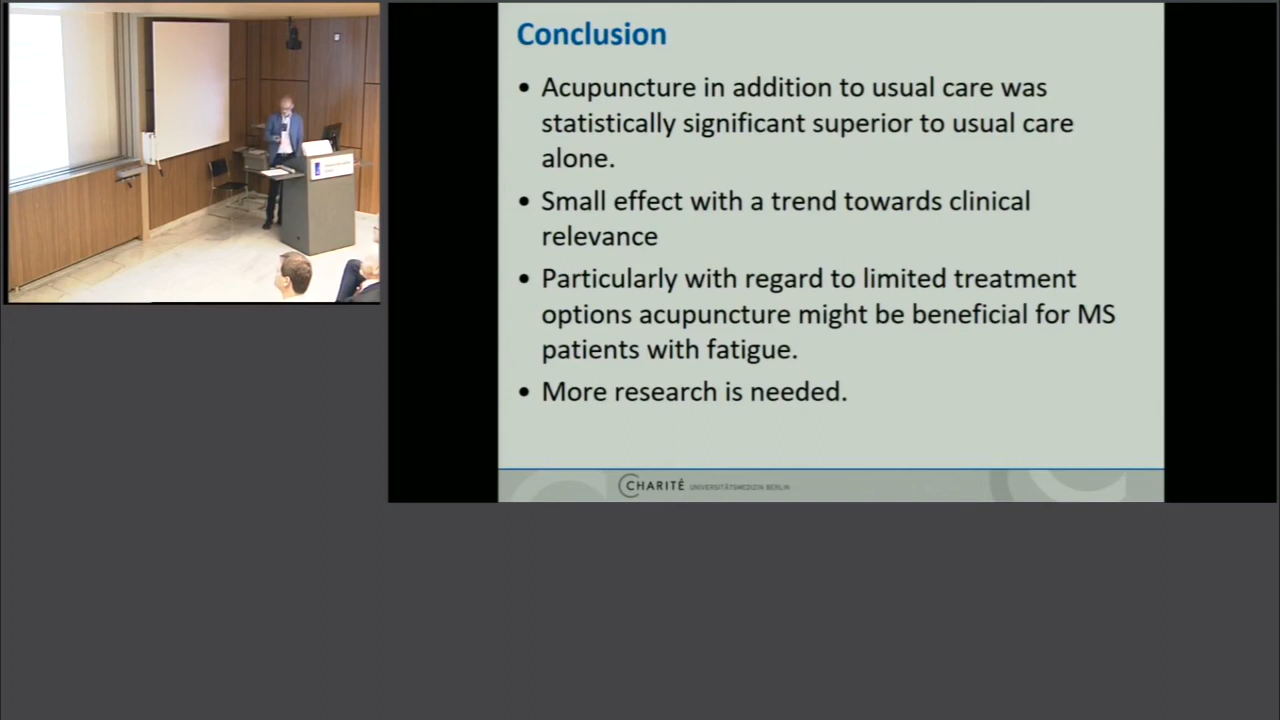 Conclusion
• Acupuncture in addition to usual care was
statistically significant superior to usual care
alone.
• Small effect with a trend towards clinical
relevance
• Particularly with regard to limited treatment
options acupuncture might be beneficial for MS
patients with fatigue.
• More research is needed.
CHARITÉ UNIVERSITÄTSMEDIZIN BERLIN